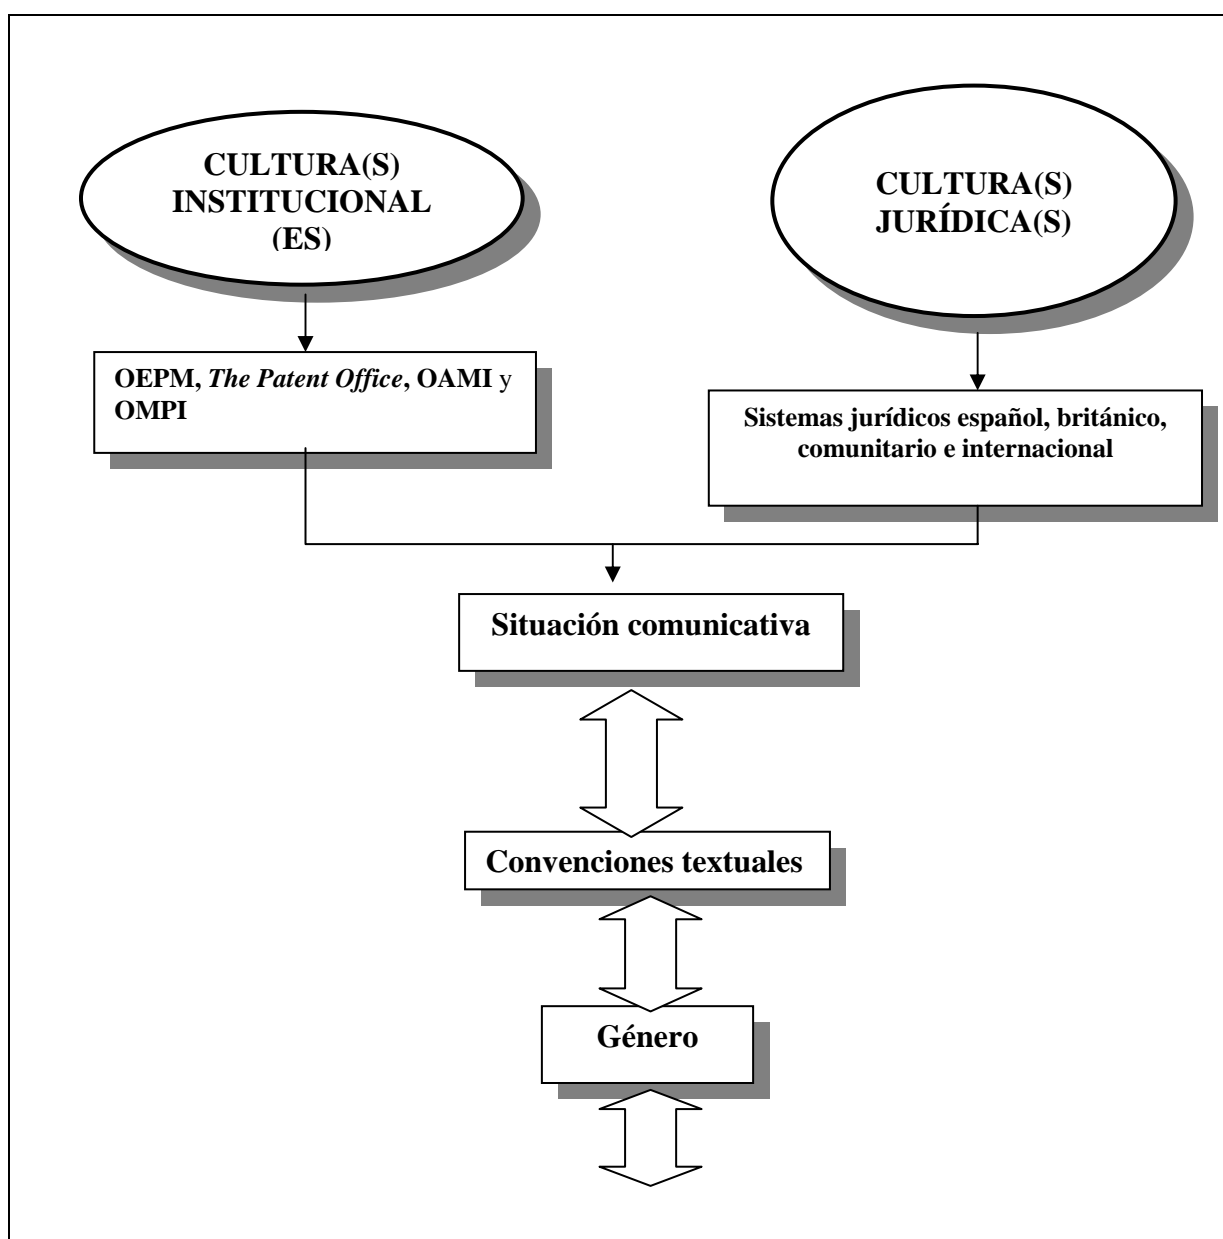 CULTURA(S)
INSTITUCIONAL
(ES)
CULTURA(S)
JURÍDICA(S)
OEPM, The Patent Office, OAMI y
OMPI
Sistemas jurídicos español, británico,
comunitario e internacional
Situación comunicativa
Convenciones textuales
Género